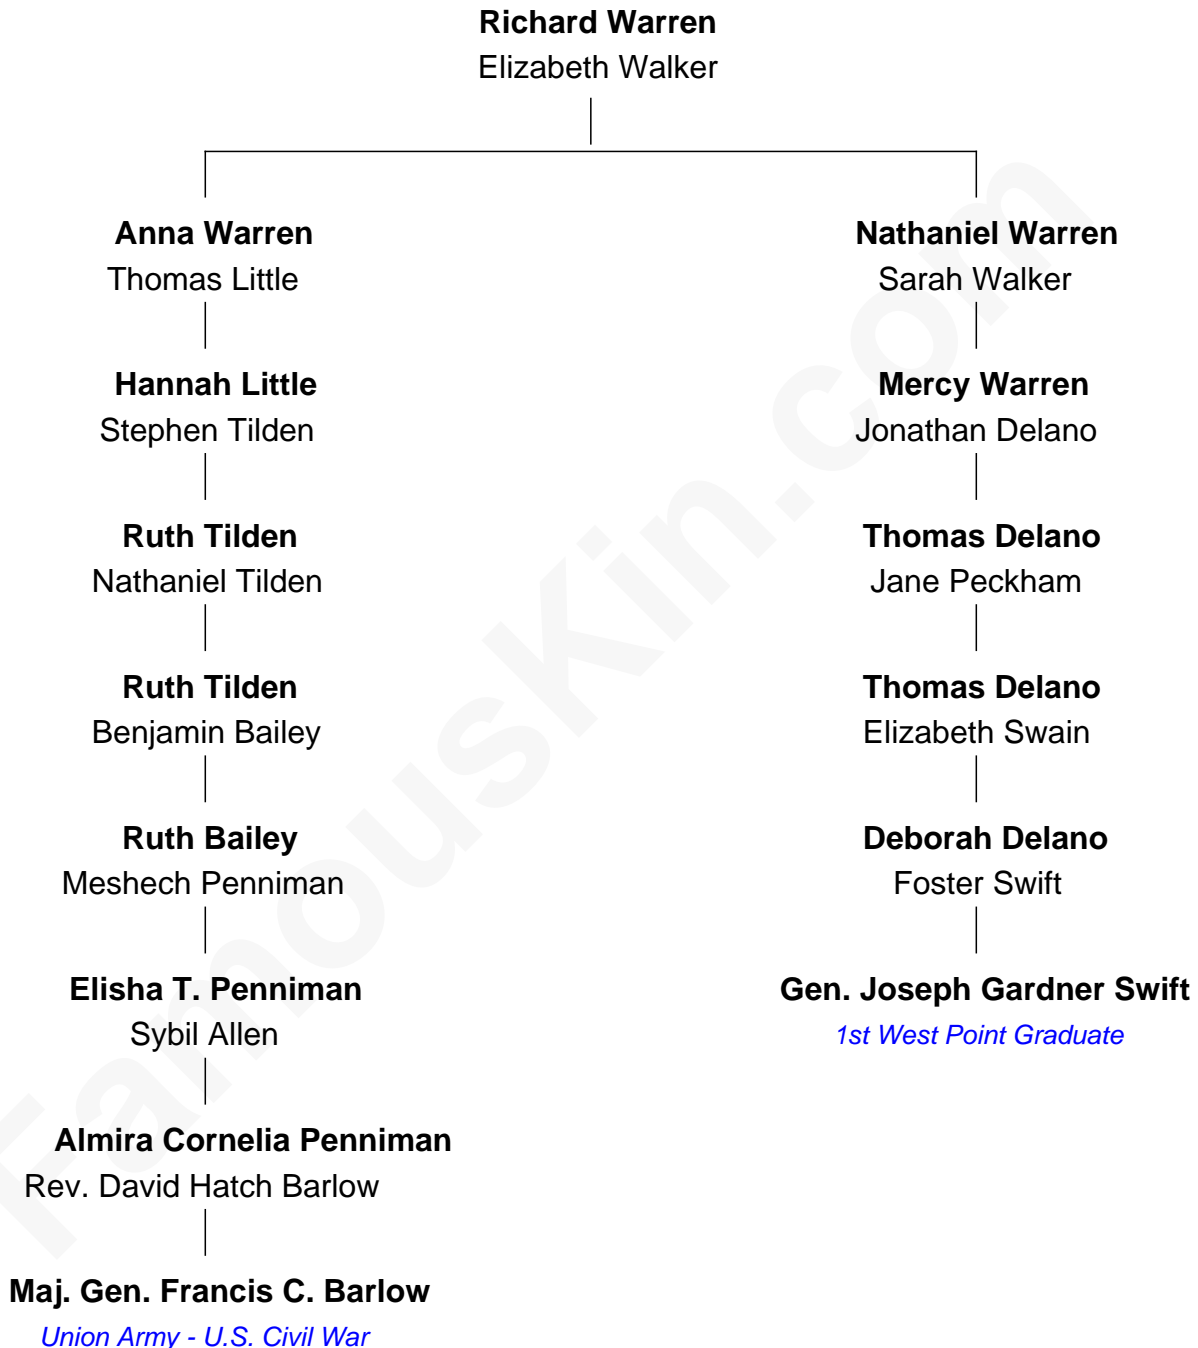 Richard Warren
Elizabeth Walker
Anna Warren
Thomas Little
Hannah Little
Stephen Tilden
Ruth Tilden
Nathaniel Tilden
Ruth Tilden
Benjamin Bailey
Ruth Bailey
Meshech Penniman
Elisha T. Penniman
Sybil Allen
Almira Cornelia Penniman
Rev. David Hatch Barlow
Maj. Gen. Francis C. Barlow
Union Army - U.S. Civil War
Nathaniel Warren
Sarah Walker
Mercy Warren
Jonathan Delano
Thomas Delano
Jane Peckham
Thomas Delano
Elizabeth Swain
Deborah Delano
Foster Swift
Gen. Joseph Gardner Swift
1st West Point Graduate
FamousKin.com